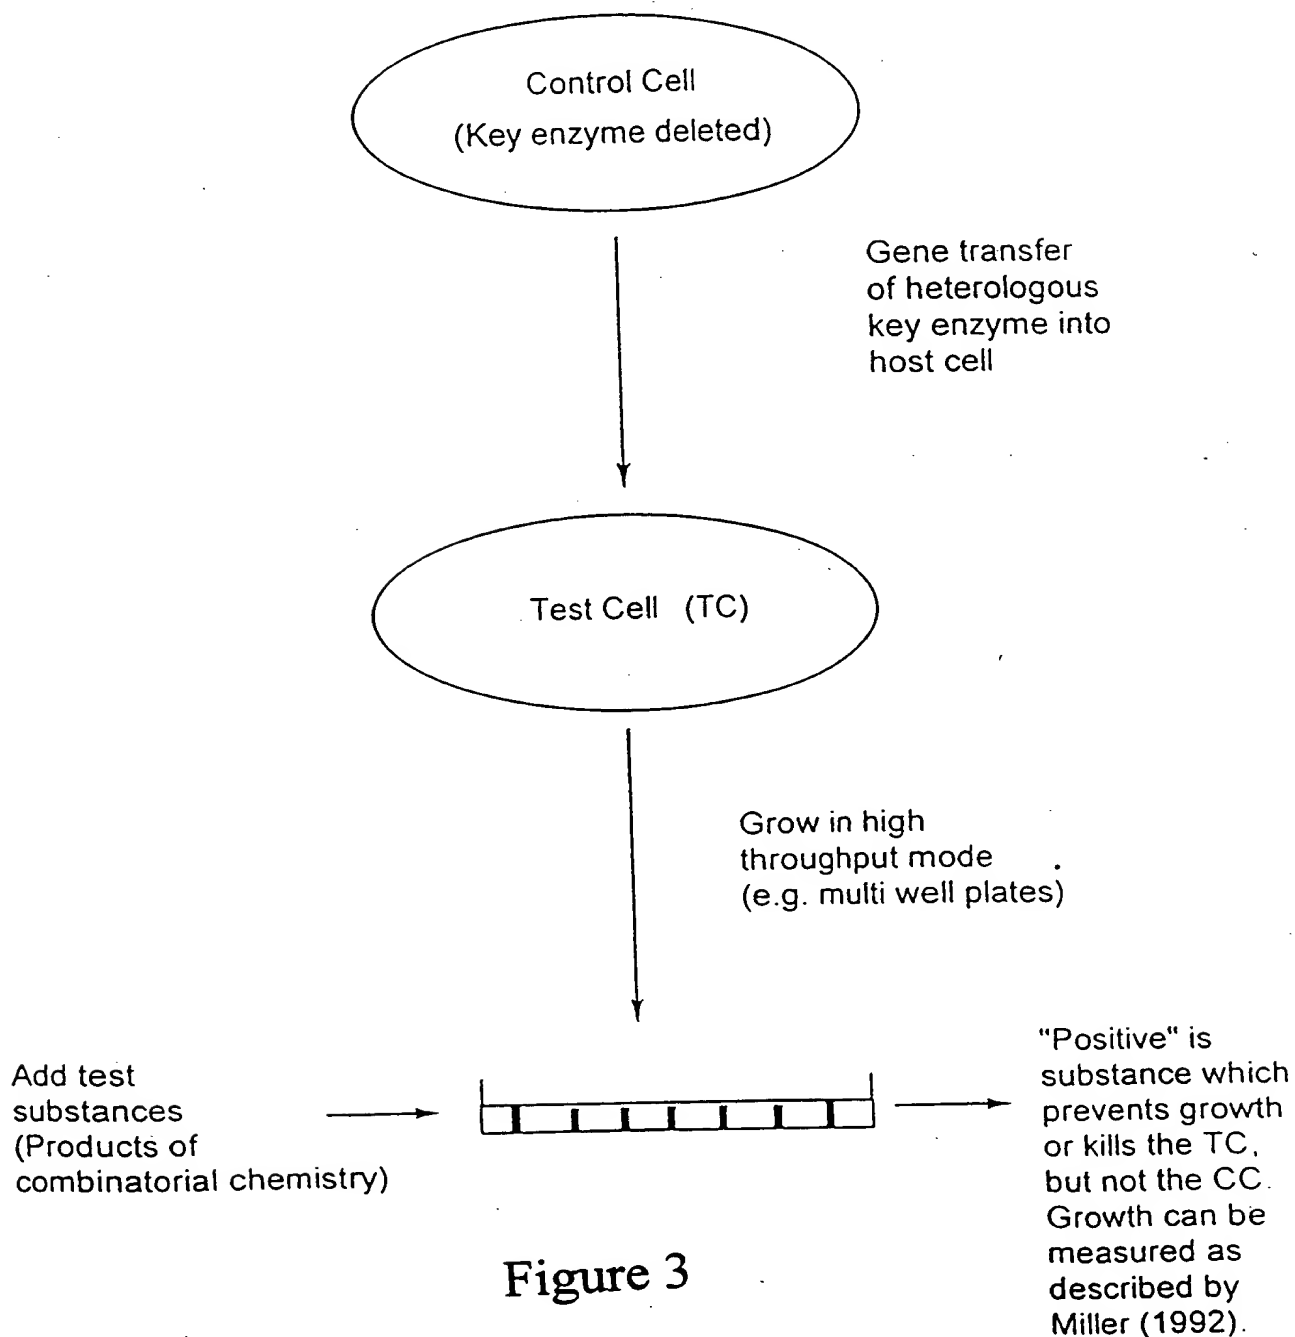 Control Cell
(Key enzyme deleted)
Gene transfer
of heterologous
key enzyme into
host cell
Test Cell (TC)
Grow in high
throughput mode
(e.g. multi well plates)
Add test
substances
(Products of
combinatorial chemistry)
"Positive" is
substance which
prevents growth
or kills the TC,
but not the CC.
Growth can be
measured as
described by
Miller (1992).
Figure 3